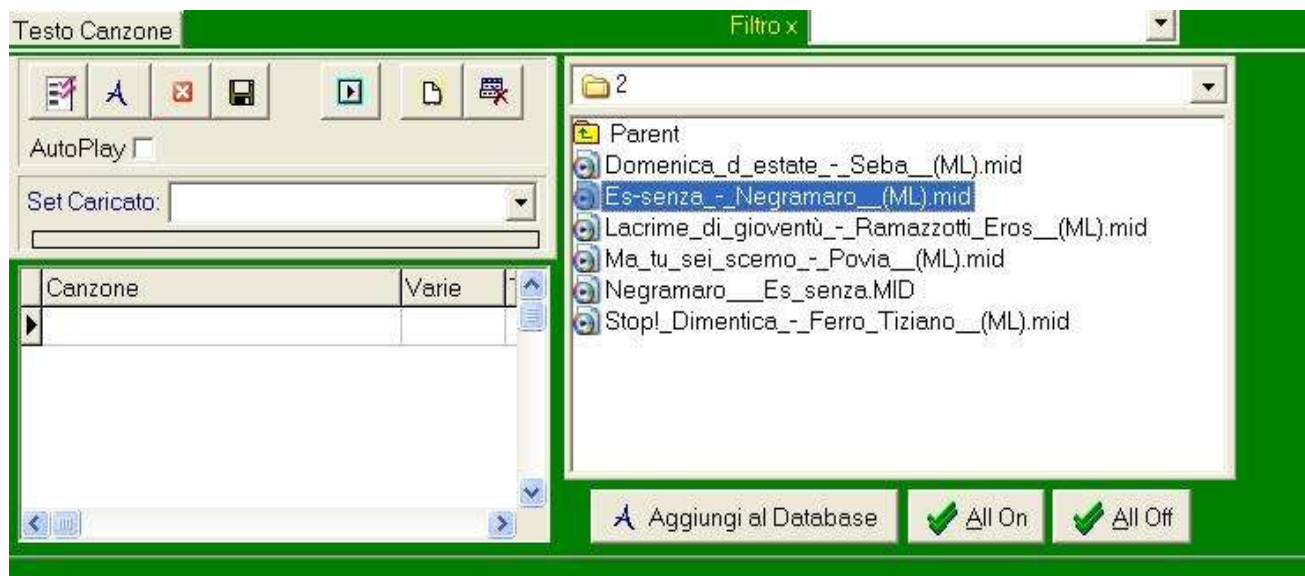 Testo Canzone
Filtro x
AutoPlay
Set Caricato:
Canzone Varie
2
Parent
Domenica_d_estate_-_Seba__(ML).mid
Es-senza_-_Negramaro__(ML).mid
Lacrime_di_gioventù_-_Ramazzotti_Eros__(ML).mid
Ma_tu_sei_scemo_-_Povia__(ML).mid
Negramaro___Es_senza.MID
Stop!_Dimentica_-_Ferro_Tiziano__(ML).mid
Aggiungi al Database
All On
All Off